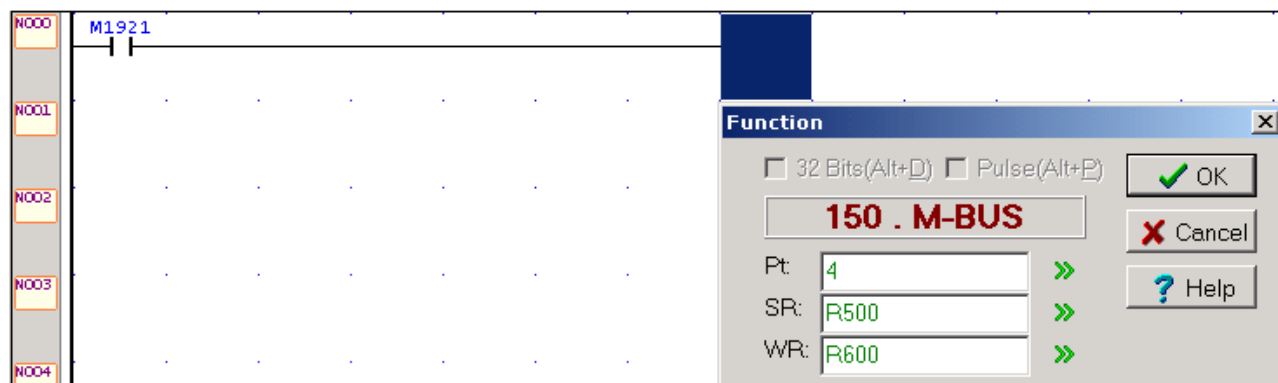 N000
M1921
N001
Function
32 Bits(Alt+D) Pulse(Alt+P)
OK
N002
150 . M-BUS
Cancel
Pt: 4
N003
Help
SR: R500
WR: R600
N004